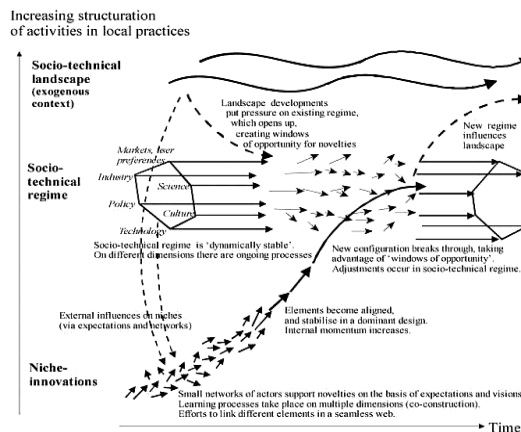 Increasing structuration
of activities in local practices
Socio-technical
landscape
(exogenous
context)
Landscape developments
put pressure on existing regime,
which opens up,
creating windows
of opportunity for novelties
New regime
influences
landscape
Markets, user
preferences
Socio-
technical
regime
Industry
Science
Policy
Culture
Technology
Socio-technical regime is ‘dynamically stable’.
On different dimensions there are ongoing processes
New configuration breaks through, taking
advantage of ‘windows of opportunity’.
Adjustments occur in socio-technical regime.
External influences on niches
(via expectations and networks)
Elements become aligned,
and stabilise in a dominant design.
Internal momentum increases.
Niche-
innovations
Small networks of actors support novelties on the basis of expectations and visions
Learning processes take place on multiple dimensions (co-construction).
Efforts to link different elements in a seamless web.
Time